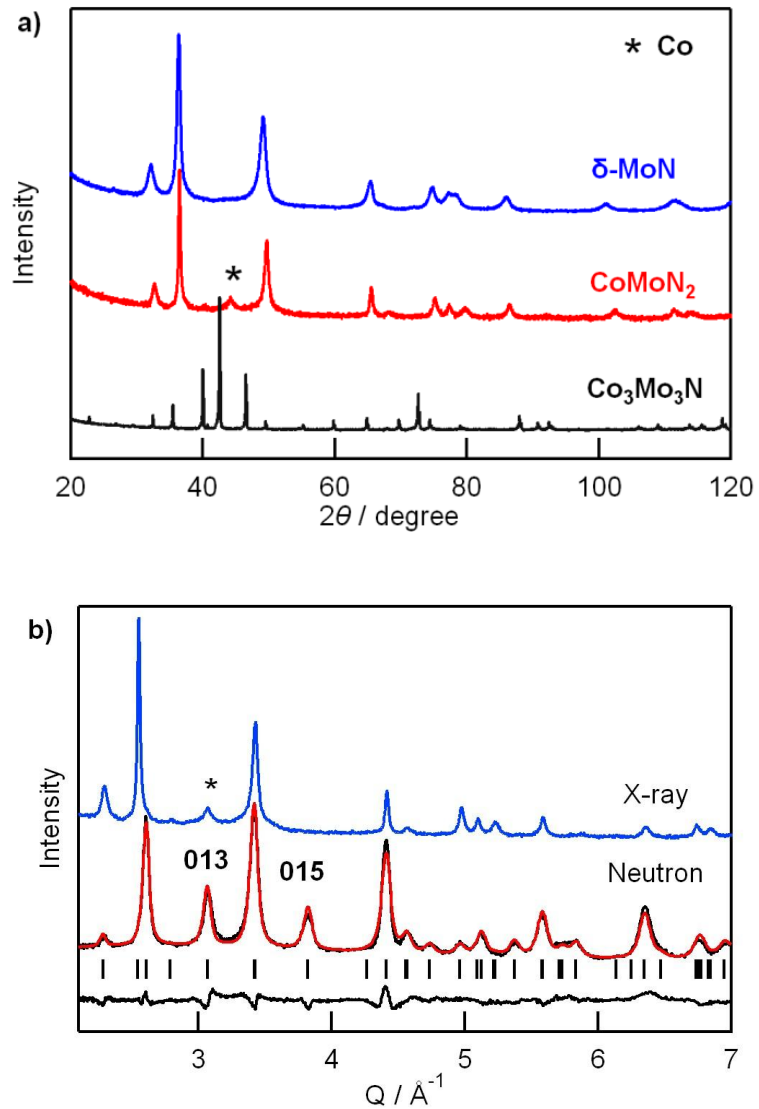 a)
* Co
δ-MoN
*
CoMoN₂
Co₃Mo₃N
Intensity
20 40 60 80 100 120
2θ / degree
b)
*
X-ray
013
015
Neutron
Intensity
3 4 5 6 7
Q / Å⁻¹